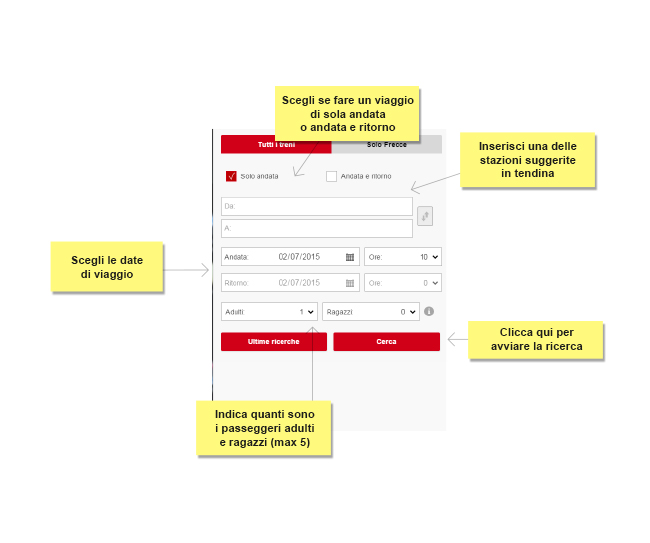 Scegli se fare un viaggio
di sola andata
o andata e ritorno
Tutti i treni
Solo Frecce
Inserisci una delle
stazioni suggerite
in tendina
Solo andata
Andata e ritorno
Da:
A:
Scegli le date
di viaggio
Andata: 02/07/2015
Ore: 10
Ritorno: 02/07/2015
Ore: 0
Adulti: 1
Ragazzi: 0
Ultime ricerche
Cerca
Clicca qui per
avviare la ricerca
Indica quanti sono
i passeggeri adulti
e ragazzi (max 5)